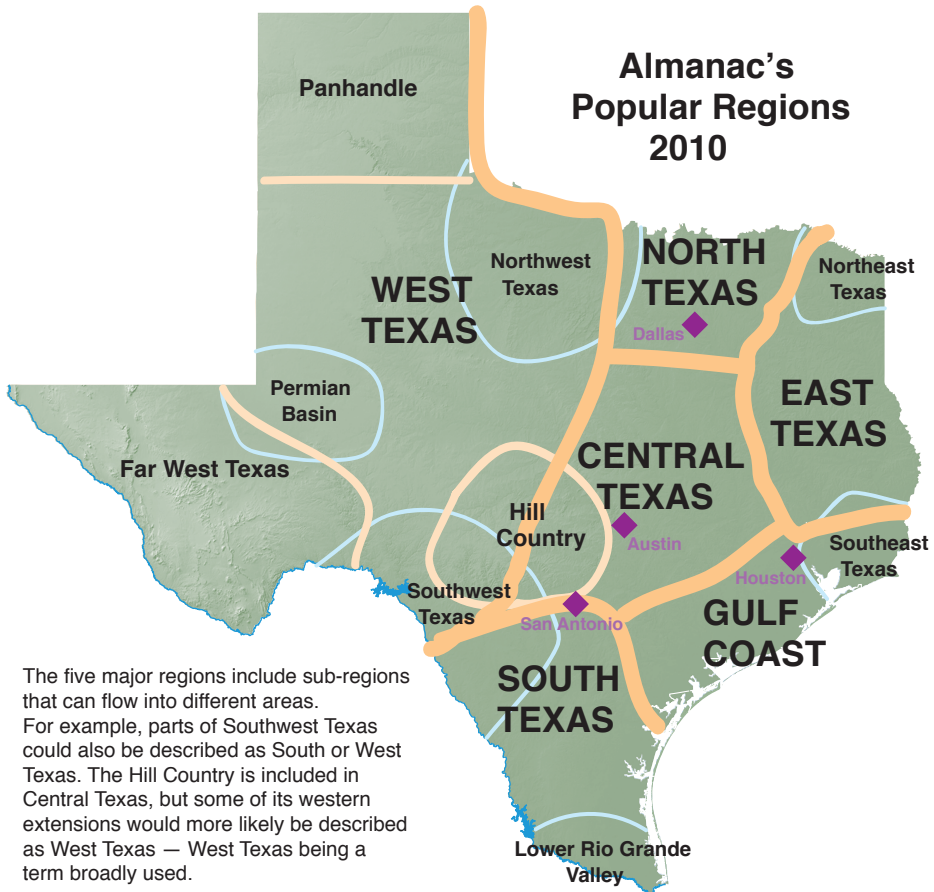 Almanac's
Popular Regions
2010
Panhandle
Northwest
Texas
NORTH
TEXAS
Dallas
Northeast
Texas
WEST
TEXAS
Permian
Basin
EAST
TEXAS
Far West Texas
CENTRAL
TEXAS
Hill
Country
Austin
Southeast
Texas
Houston
Southwest
Texas
San Antonio
GULF
COAST
SOUTH
TEXAS
The five major regions include sub-regions
that can flow into different areas.
For example, parts of Southwest Texas
could also be described as South or West
Texas. The Hill Country is included in
Central Texas, but some of its western
extensions would more likely be described
as West Texas — West Texas being a
term broadly used.
Lower Rio Grande
Valley